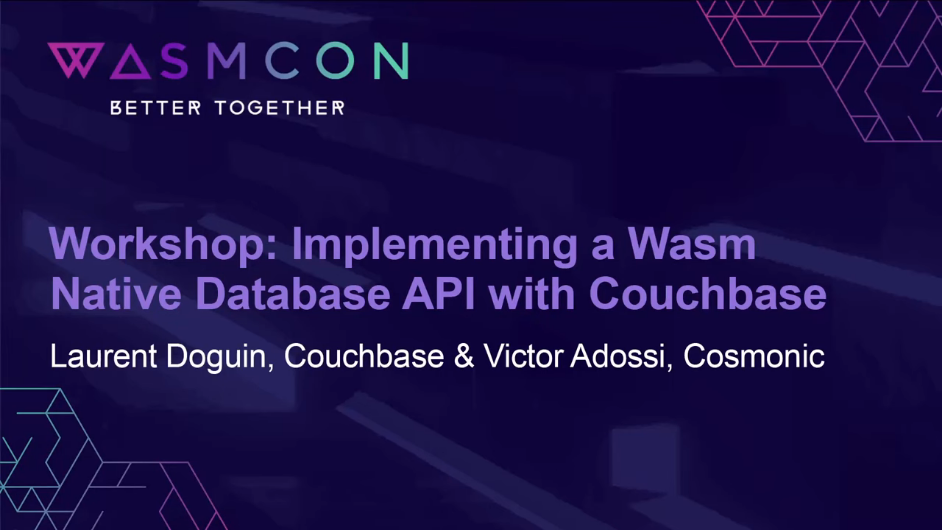 WASMCON
BETTER TOGETHER
Workshop: Implementing a Wasm
Native Database API with Couchbase
Laurent Doguin, Couchbase & Victor Adossi, Cosmonic